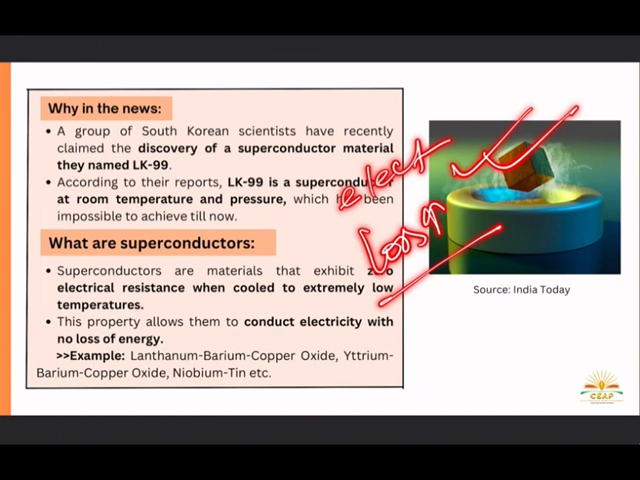 Why in the news:
• A group of South Korean scientists have recently
claimed the discovery of a superconductor material
they named LK-99.
• According to their reports, LK-99 is a supercondu
at room temperature and pressure, which h been
impossible to achieve till now.
What are superconductors:
• Superconductors are materials that exhibit zero
electrical resistance when cooled to extremely low
temperatures.
• This property allows them to conduct electricity with
no loss of energy.
>>Example: Lanthanum-Barium-Copper Oxide, Yttrium-
Barium-Copper Oxide, Niobium-Tin etc.
elect
Source: India Today
CEAP